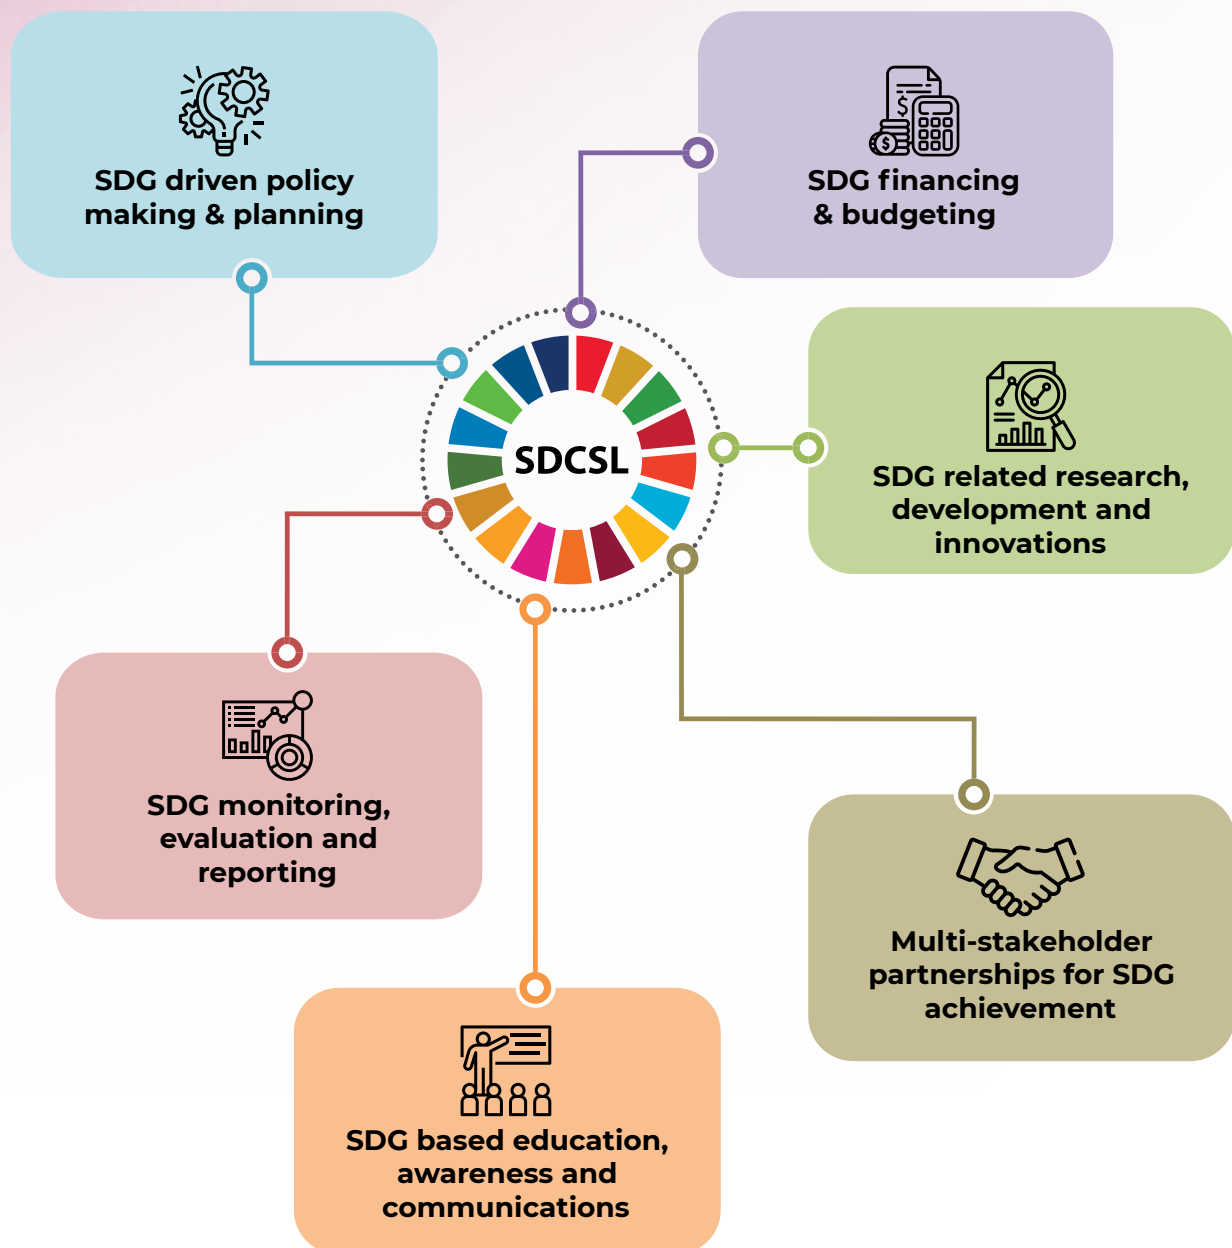 SDG driven policy
making & planning
SDG financing
& budgeting
SDG related research,
development and
innovations
SDCSL
SDG monitoring,
evaluation and
reporting
Multi-stakeholder
partnerships for SDG
achievement
SDG based education,
awareness and
communications